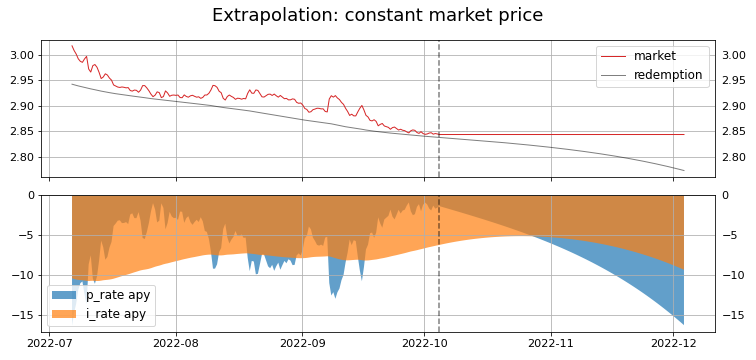 Extrapolation: constant market price
3.00 3.00
2.95 2.95
2.90 2.90
2.85 2.85
2.80 2.80
market
redemption
0 0
−5 −5
−10 −10
−15 −15
p_rate apy
i_rate apy
2022-07 2022-08 2022-09 2022-10 2022-11 2022-12